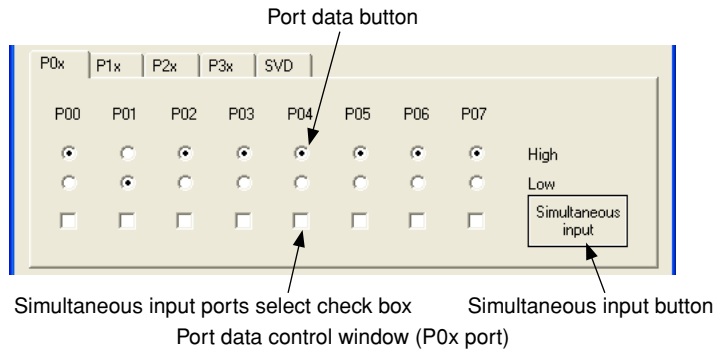 Port data button
P0x P1x P2x P3x SVD
P00 P01 P02 P03 P04 P05 P06 P07
High
Low
Simultaneous
input
Simultaneous input ports select check box Simultaneous input button
Port data control window (P0x port)